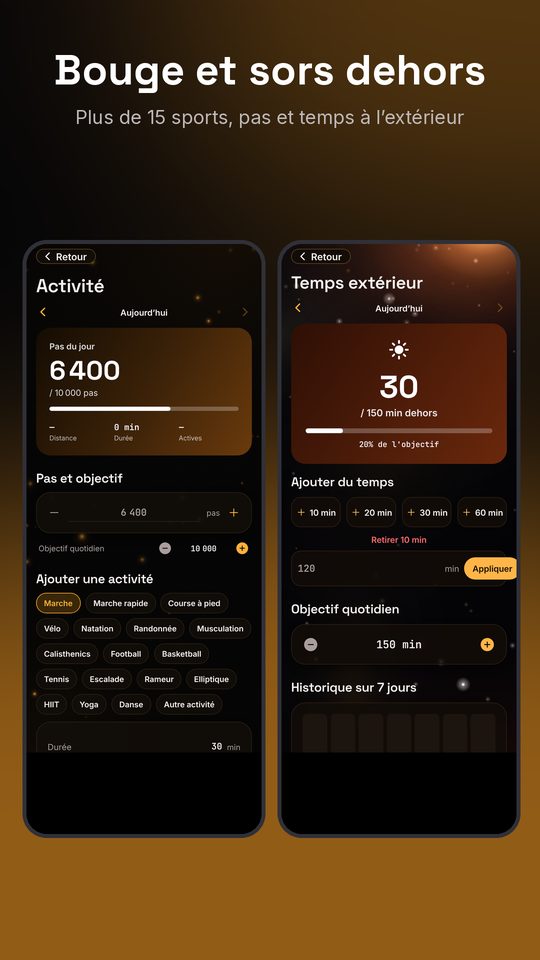 Bouge et sors dehors
Plus de 15 sports, pas et temps à l’extérieur
Retour
Activité
Aujourd’hui
Pas du jour
6 400
/ 10 000 pas
– 0 min –
Distance Durée Actives
Pas et objectif
6 400 pas
Objectif quotidien 10 000
Ajouter une activité
Marche Marche rapide Course à pied
Vélo Natation Randonnée Musculation
Calisthenics Football Basketball
Tennis Escalade Rameur Elliptique
HIIT Yoga Danse Autre activité
Durée 30 min
Retour
Temps extérieur
Aujourd’hui
30
/ 150 min dehors
20% de l’objectif
Ajouter du temps
+ 10 min + 20 min + 30 min + 60 min
Retirer 10 min
120 min Appliquer
Objectif quotidien
150 min
Historique sur 7 jours